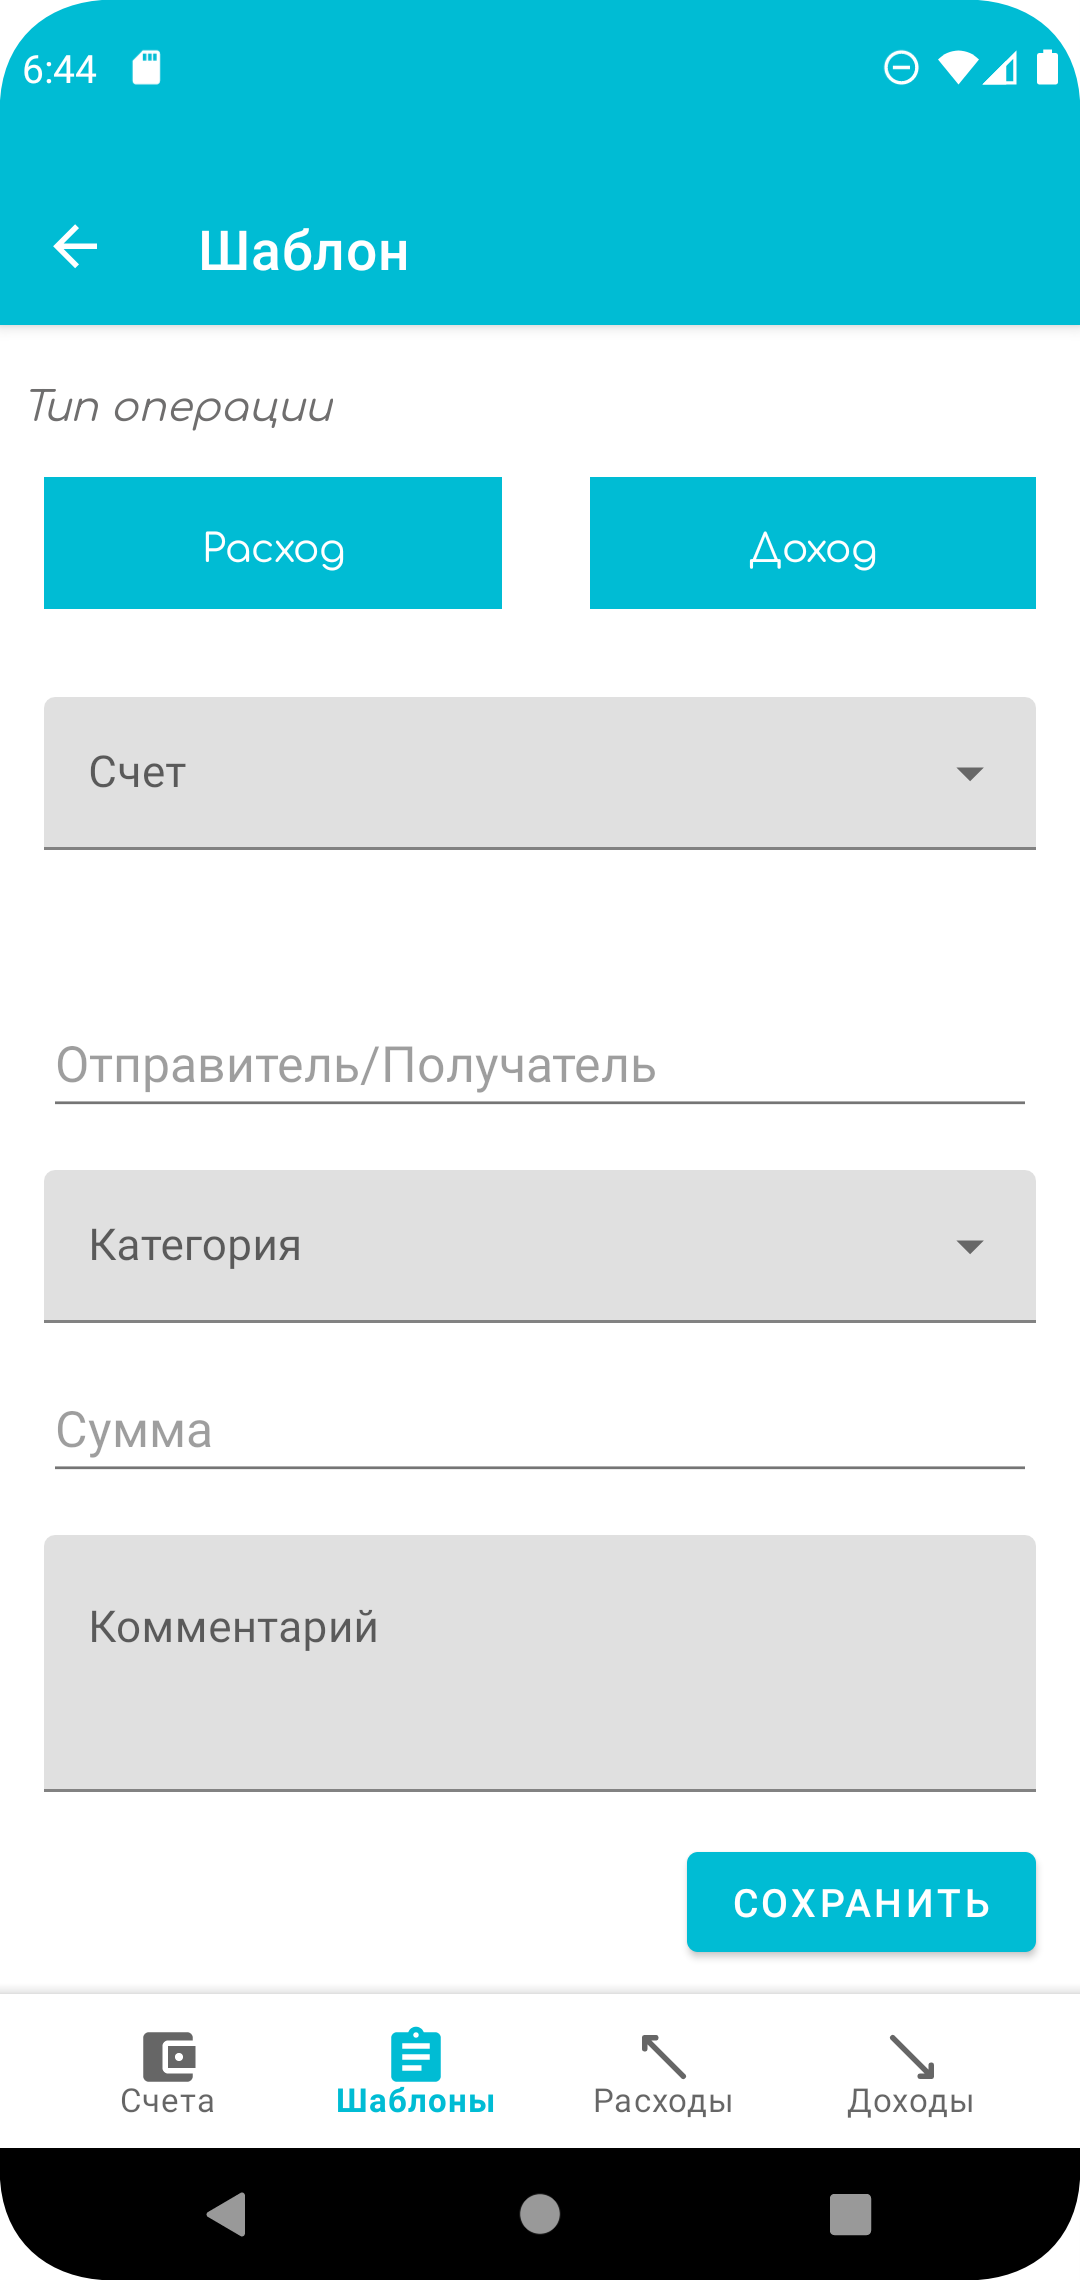 6:44
Шаблон
Тип операции
Расход Доход
Счет
Отправитель/Получатель
Категория
Сумма
Комментарий
СОХРАНИТЬ
Счета Шаблоны Расходы Доходы